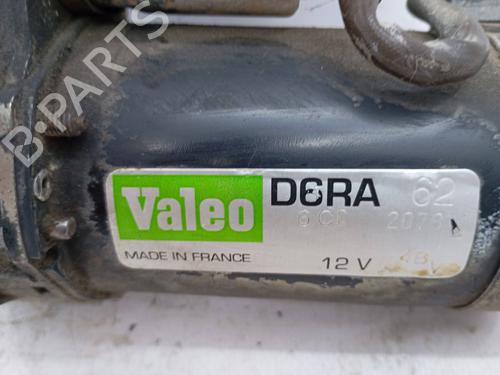 B-PARTS
Valeo D6RA 62
MADE IN FRANCE 12 V